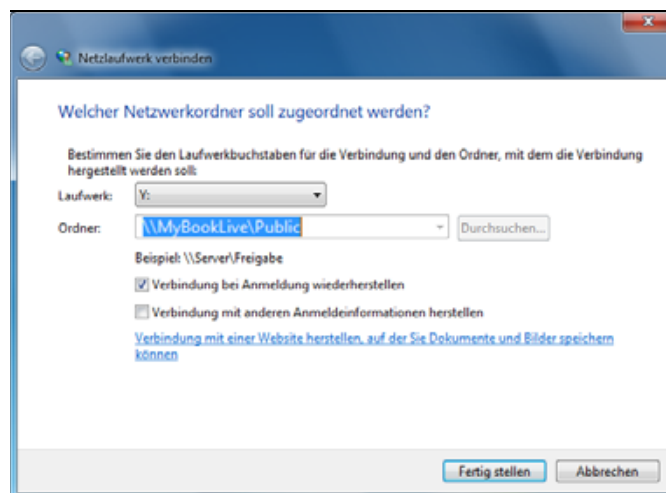 Netzlaufwerk verbinden
Welcher Netzwerkordner soll zugeordnet werden?
Bestimmen Sie den Laufwerkbuchstaben für die Verbindung und den Ordner, mit dem die Verbindung
hergestellt werden soll:
Laufwerk: Y:
Ordner: \\MyBookLive\Public Durchsuchen...
Beispiel: \\Server\Freigabe
Verbindung bei Anmeldung wiederherstellen
Verbindung mit anderen Anmeldeinformationen herstellen
Verbindung mit einer Website herstellen, auf der Sie Dokumente und Bilder speichern
können
Fertig stellen Abbrechen